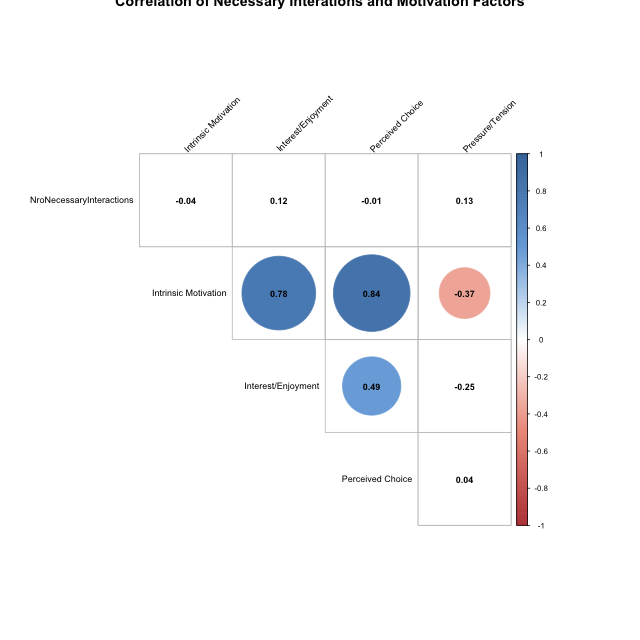 Correlation of Necessary Interations and Motivation Factors
Intrinsic Motivation
Interest/Enjoyment
Perceived Choice
Pressure/Tension
NroNecessaryInteractions
-0.04
0.12
-0.01
0.13
Intrinsic Motivation
0.78
0.84
-0.37
Interest/Enjoyment
0.49
-0.25
Perceived Choice
0.04
1
0.8
0.6
0.4
0.2
0
-0.2
-0.4
-0.6
-0.8
-1